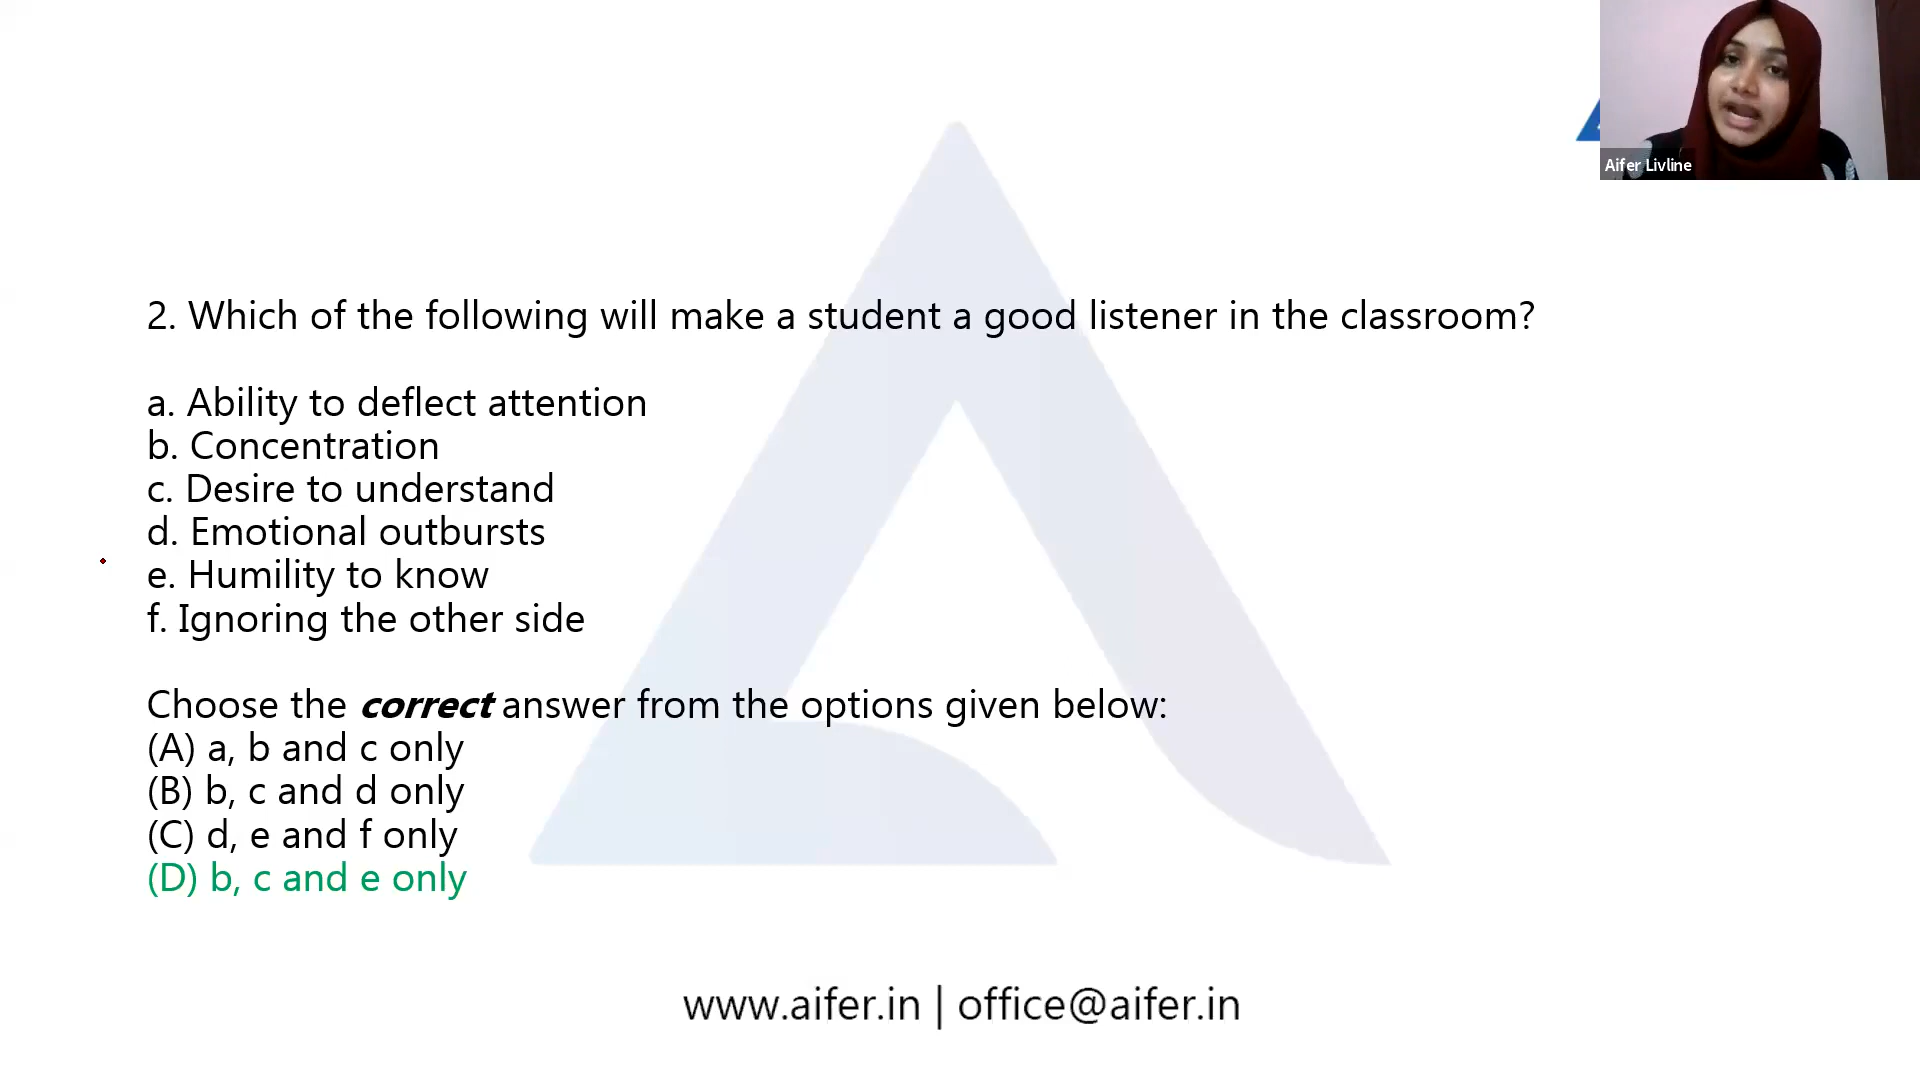 Aifer Livline
2. Which of the following will make a student a good listener in the classroom?
a. Ability to deflect attention
b. Concentration
c. Desire to understand
d. Emotional outbursts
e. Humility to know
f. Ignoring the other side
Choose the correct answer from the options given below:
(A) a, b and c only
(B) b, c and d only
(C) d, e and f only
(D) b, c and e only
www.aifer.in | office@aifer.in